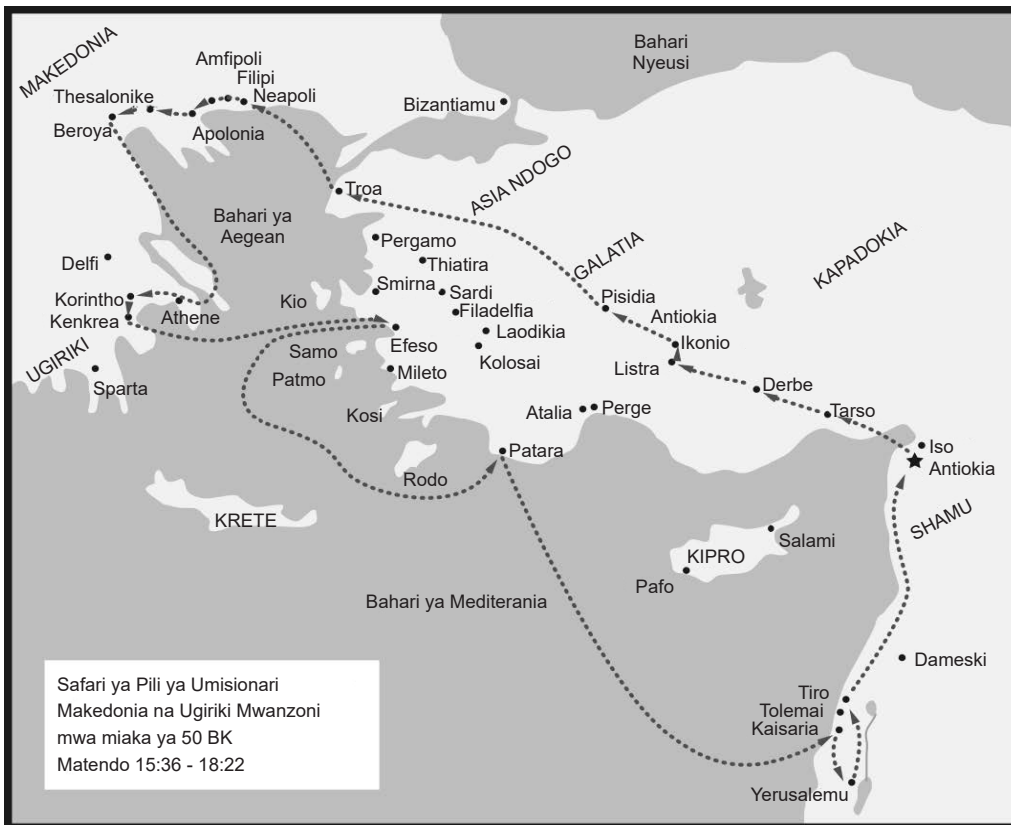 MAKEDONIA
Amfipoli
Filipi
Neapoli
Thesalonike
Beroya
Apolonia
Bizantiamu
Bahari
Nyeusi
Troa
ASIA NDOGO
Bahari ya
Aegean
GALATIA
KAPADOKIA
Pergamo
Thiatira
Delfi
Smirna
Sardi
Filadelfia
Laodikia
Kolosai
Pisidia
Antiokia
Ikonio
Listra
Derbe
Tarso
Korintho
Kenkrea
Athene
Kio
Samo
Patmo
Efeso
Mileto
UGIRIKI
Sparta
Kosi
Atalia
Perge
Iso
Antiokia
Patara
Rodo
SHAMU
KRETE
Salami
KIPRO
Pafo
Bahari ya Mediterania
Dameski
Tiro
Tolemai
Kaisaria
Yerusalemu
Safari ya Pili ya Umisionari
Makedonia na Ugiriki Mwanzoni
mwa miaka ya 50 BK
Matendo 15:36 - 18:22